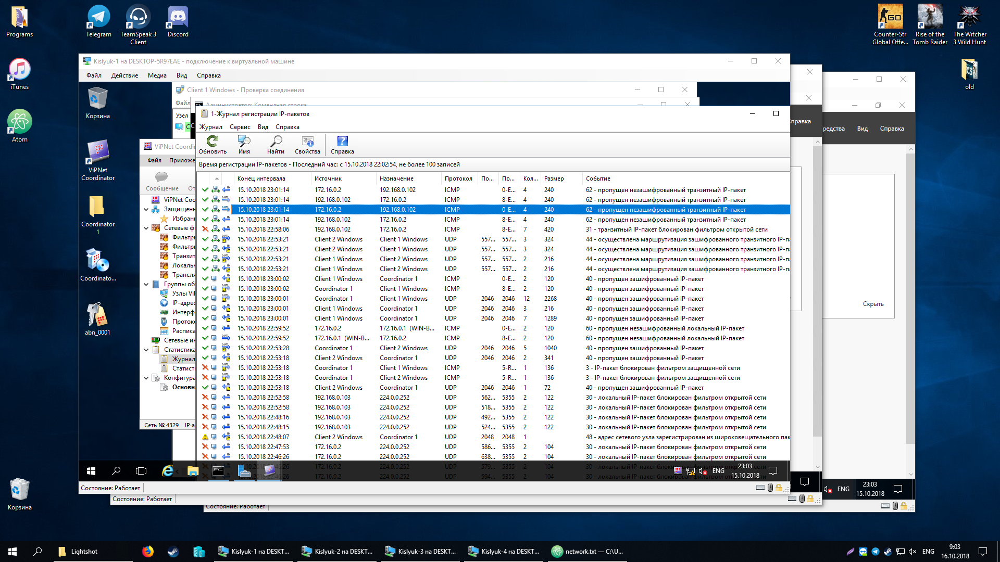 Programs
Telegram
TeamSpeak 3
Client
Discord
Counter-Str
Global Offe...
Rise of the
Tomb Raider
The Witcher
3 Wild Hunt
iTunes
Atom
old
Корзина
Kislyuk-1 на DESKTOP-5R97EAE - подключение к виртуальной машине
Файл Действие Медиа Вид Справка
Корзина
ViPNet
Coordinator
Coordinator
1
Coordinato...
abn_0001
Client 1 Windows - Проверка соединения
Файл
Узел
Администратор: Командная строка
ViPNet Coordin
Файл Приложе
Сообщение От
ViPNet Coo
Защищенн
Избранн
Сетевые ф
Фильтры
Фильтры
Транзит
Локальн
Трансля
Группы об
Узлы ViP
IP-адрес
Интерф
Протоко
Расписа
Сетевые ин
Статистика
Журнал
Статист
Конфигура
Основна
Сеть № 4329 IP-а
1-Журнал регистрации IP-пакетов
Журнал Сервис Вид Справка
Обновить Имя Найти Свойства Справка
Время регистрации IP-пакетов - Последний час: с 15.10.2018 22:02:54, не более 100 записей
Конец интервала Источник Назначение Протокол По... По... Кол... Размер Событие
15.10.2018 23:01:14 172.16.0.2 192.168.0.102 ICMP 0-E... 4 240 62 - пропущен незашифрованный транзитный IP-пакет
15.10.2018 23:01:14 192.168.0.102 172.16.0.2 ICMP 8-E... 4 240 62 - пропущен незашифрованный транзитный IP-пакет
15.10.2018 23:01:14 172.16.0.2 192.168.0.102 ICMP 0-E... 4 240 62 - пропущен незашифрованный транзитный IP-пакет
15.10.2018 23:01:14 192.168.0.102 172.16.0.2 ICMP 8-E... 4 240 62 - пропущен незашифрованный транзитный IP-пакет
15.10.2018 22:58:06 192.168.0.102 172.16.0.2 ICMP 8-E... 7 420 31 - транзитный IP-пакет блокирован фильтром открытой сети
15.10.2018 22:53:21 Client 2 Windows Client 1 Windows UDP 557... 557... 3 324 44 - осуществлена маршрутизация зашифрованного транзитного IP-п
15.10.2018 22:53:21 Client 2 Windows Client 1 Windows UDP 557... 557... 3 324 44 - осуществлена маршрутизация зашифрованного транзитного IP-п
15.10.2018 22:53:21 Client 1 Windows Client 2 Windows UDP 557... 557... 2 216 44 - осуществлена маршрутизация зашифрованного транзитного IP-п
15.10.2018 22:53:21 Client 1 Windows Client 2 Windows UDP 557... 557... 2 216 44 - осуществлена маршрутизация зашифрованного транзитного IP-п
15.10.2018 23:00:02 Client 1 Windows Coordinator 1 ICMP 0-E... 2 120 40 - пропущен зашифрованный IP-пакет
15.10.2018 23:00:02 Coordinator 1 Client 1 Windows ICMP 8-E... 2 120 40 - пропущен зашифрованный IP-пакет
15.10.2018 23:00:01 Coordinator 1 Client 1 Windows UDP 2046 2046 12 2268 40 - пропущен зашифрованный IP-пакет
15.10.2018 23:00:01 Client 1 Windows Coordinator 1 UDP 2046 2046 3 216 40 - пропущен зашифрованный IP-пакет
15.10.2018 23:00:01 Client 1 Windows Coordinator 1 UDP 2046 2046 7 1289 40 - пропущен зашифрованный IP-пакет
15.10.2018 22:59:52 172.16.0.2 172.16.0.1 (WIN-B... ICMP 0-E... 2 120 60 - пропущен незашифрованный локальный IP-пакет
15.10.2018 22:59:52 172.16.0.1 (WIN-B... 172.16.0.2 ICMP 8-E... 2 120 60 - пропущен незашифрованный локальный IP-пакет
15.10.2018 22:53:28 Coordinator 1 Client 2 Windows UDP 2046 2046 5 1040 40 - пропущен зашифрованный IP-пакет
15.10.2018 22:53:18 Client 2 Windows Coordinator 1 UDP 2046 2046 2 341 40 - пропущен зашифрованный IP-пакет
15.10.2018 22:53:18 Coordinator 1 Client 1 Windows ICMP 5-R... 1 136 3 - IP-пакет блокирован фильтром защищенной сети
15.10.2018 22:53:18 Coordinator 1 Client 2 Windows ICMP 5-R... 1 136 3 - IP-пакет блокирован фильтром защищенной сети
15.10.2018 22:53:18 Client 2 Windows Coordinator 1 UDP 2046 2046 1 72 40 - пропущен зашифрованный IP-пакет
15.10.2018 22:52:58 192.168.0.103 224.0.0.252 UDP 562... 5355 2 122 30 - локальный IP-пакет блокирован фильтром открытой сети
15.10.2018 22:52:58 192.168.0.103 224.0.0.252 UDP 518... 5355 2 122 30 - локальный IP-пакет блокирован фильтром открытой сети
15.10.2018 22:48:16 192.168.0.103 224.0.0.252 UDP 492... 5355 2 122 30 - локальный IP-пакет блокирован фильтром открытой сети
15.10.2018 22:48:15 192.168.0.103 224.0.0.252 UDP 524... 5355 2 122 30 - локальный IP-пакет блокирован фильтром открытой сети
15.10.2018 22:48:07 Client 2 Windows Coordinator 1 UDP 2048 2048 1 48 - адрес сетевого узла зарегистрирован из широковещательного пак
15.10.2018 22:47:53 172.16.0.2 224.0.0.252 UDP 586... 5355 2 104 30 - локальный IP-пакет блокирован фильтром открытой сети
15.10.2018 22:46:26 172.16.0.2 224.0.0.252 UDP 638... 5355 2 104 30 - локальный IP-пакет блокирован фильтром открытой сети
172.16.0.2 224.0.0.252 UDP 579... 5355 2 104 30 - локальный IP-пакет блокирован фильтром открытой сети
172.16.0.2 224.0.0.252 UDP 594... 5355 2 104 30 - локальный IP-пакет блокирован фильтром открытой сети
ENG 23:03
15.10.2018
Состояние: Работает
Состояние: Работает
Состояние: Работает
правка
редства Вид Справка
Скрыть
ENG 23:03
15.10.2018
Lightshot
Kislyuk-1 на DESKT...
Kislyuk-2 на DESKT...
Kislyuk-3 на DESKT...
Kislyuk-4 на DESKT...
network.txt — C:\U...
ENG 9:03
16.10.2018